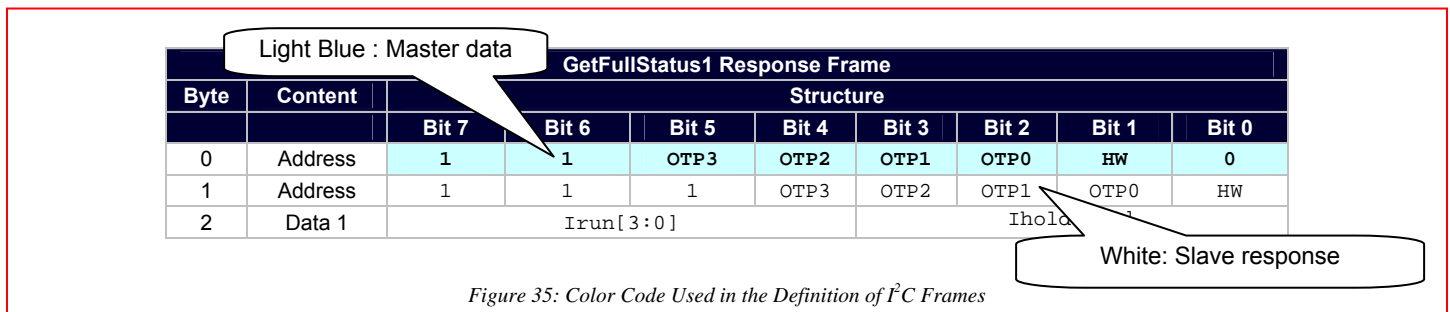 Light Blue : Master data
GetFullStatus1 Response Frame
Byte Content Structure
Bit 7 Bit 6 Bit 5 Bit 4 Bit 3 Bit 2 Bit 1 Bit 0
0 Address 1 1 OTP3 OTP2 OTP1 OTP0 HW 0
1 Address 1 1 1 OTP3 OTP2 OTP1 OTP0 HW
2 Data 1 Irun[3:0]
White: Slave response
Figure 35: Color Code Used in the Definition of I²C Frames